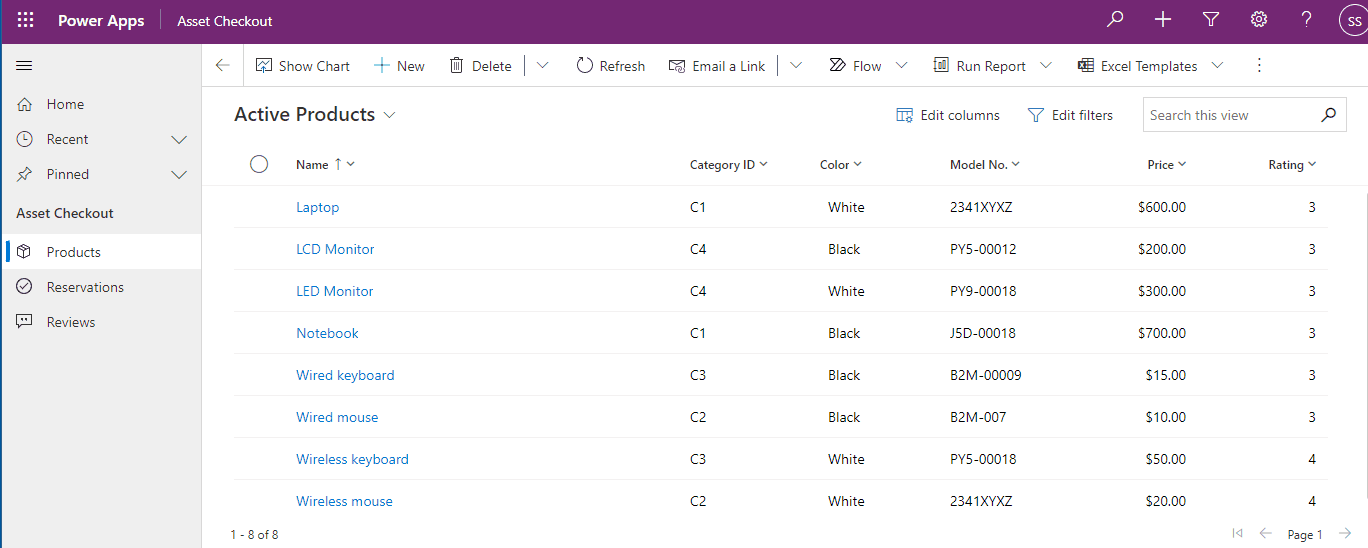 Power Apps Asset Checkout SS
Show Chart New Delete Refresh Email a Link Flow Run Report Excel Templates
Home
Recent
Pinned
Asset Checkout
Products
Reservations
Reviews
Active Products Edit columns Edit filters Search this view
Name Category ID Color Model No. Price Rating
Laptop C1 White 2341XYXZ $600.00 3
LCD Monitor C4 Black PY5-00012 $200.00 3
LED Monitor C4 White PY9-00018 $300.00 3
Notebook C1 Black J5D-00018 $700.00 3
Wired keyboard C3 Black B2M-00009 $15.00 3
Wired mouse C2 Black B2M-007 $10.00 3
Wireless keyboard C3 White PY5-00018 $50.00 4
Wireless mouse C2 White 2341XYXZ $20.00 4
1 - 8 of 8 Page 1